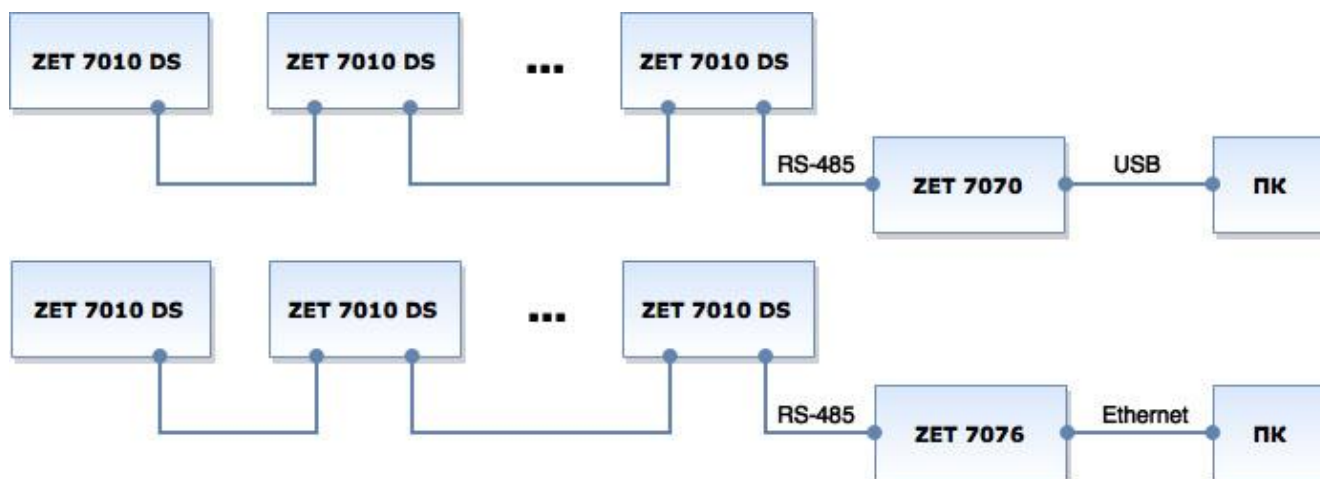 ZET 7010 DS
ZET 7010 DS
...
ZET 7010 DS
RS-485
ZET 7070
USB
ПК
ZET 7010 DS
ZET 7010 DS
...
ZET 7010 DS
RS-485
ZET 7076
Ethernet
ПК